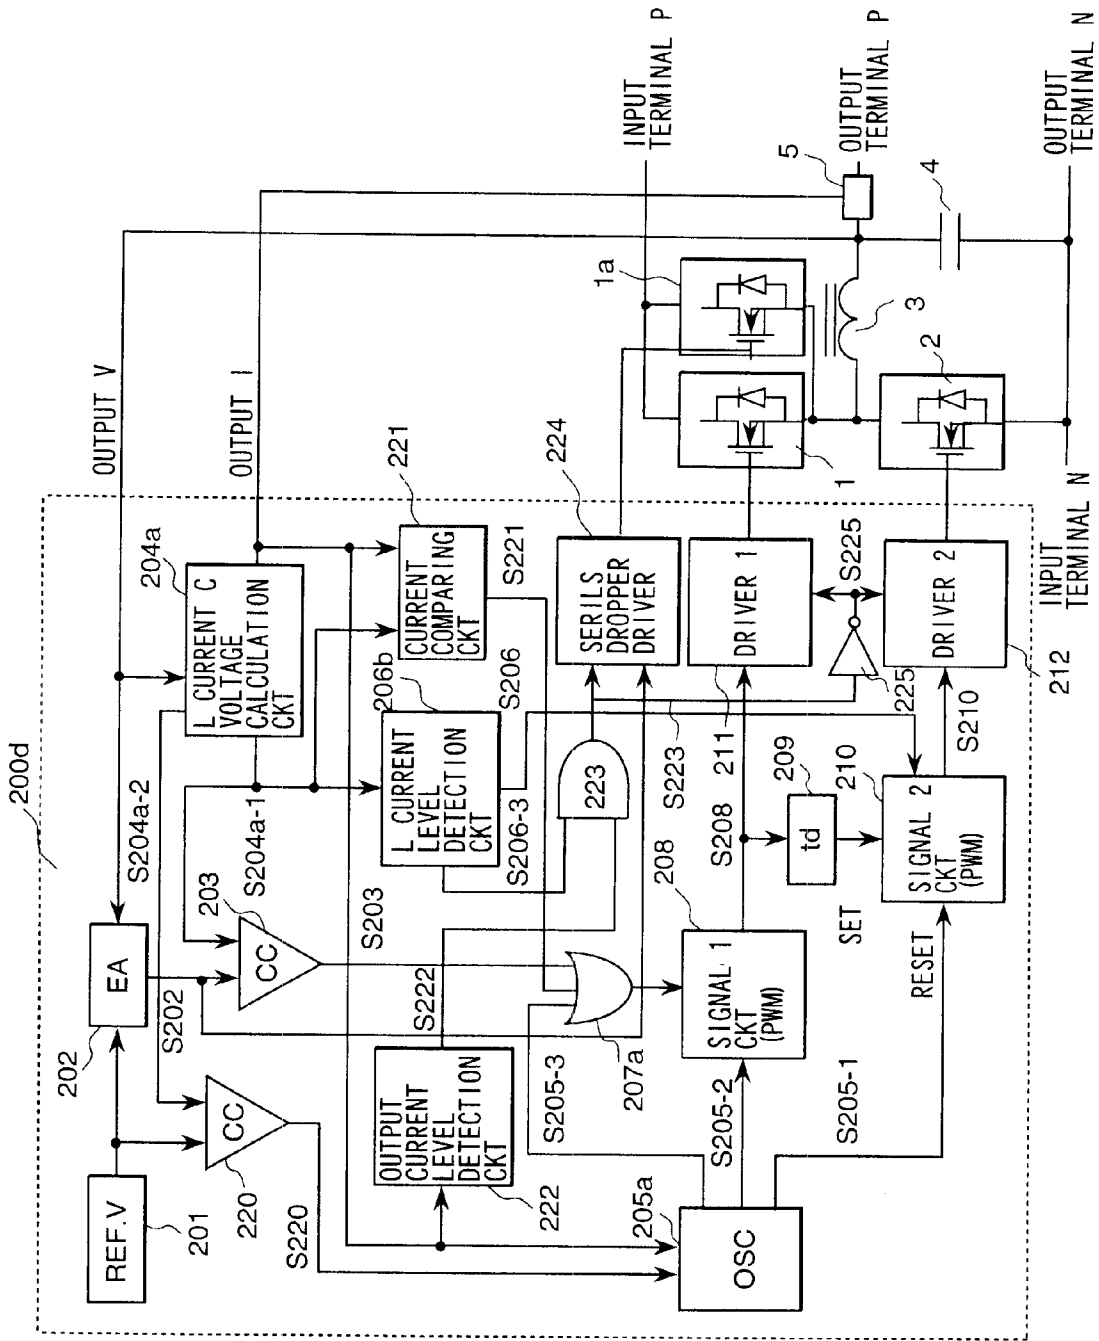 200d
REF.V
201
202
EA
S202
CC
220
S220
S204a-2
OUTPUT V
204a
L CURRENT C
VOLTAGE
CALCULATION
CKT
OUTPUT I
S204a-1
203
CC
S203
221
CURRENT
COMPARING
CKT
S221
206b
L CURRENT
LEVEL
DETECTION
CKT
S206
S206-3
S222
OUTPUT
CURRENT
LEVEL
DETECTION
CKT
222
205a
OSC
S205-3
S205-2
S205-1
207a
223
S223
224
SERILS
DROPPER
DRIVER
208
SIGNAL 1
CKT
(PWM)
S208
211
DRIVER 1
S225
225
209
td
SET
RESET
210
SIGNAL 2
CKT
(PWM)
S210
DRIVER 2
212
1a
1
2
3
4
5
INPUT
TERMINAL P
OUTPUT
TERMINAL P
INPUT
TERMINAL N
OUTPUT
TERMINAL N